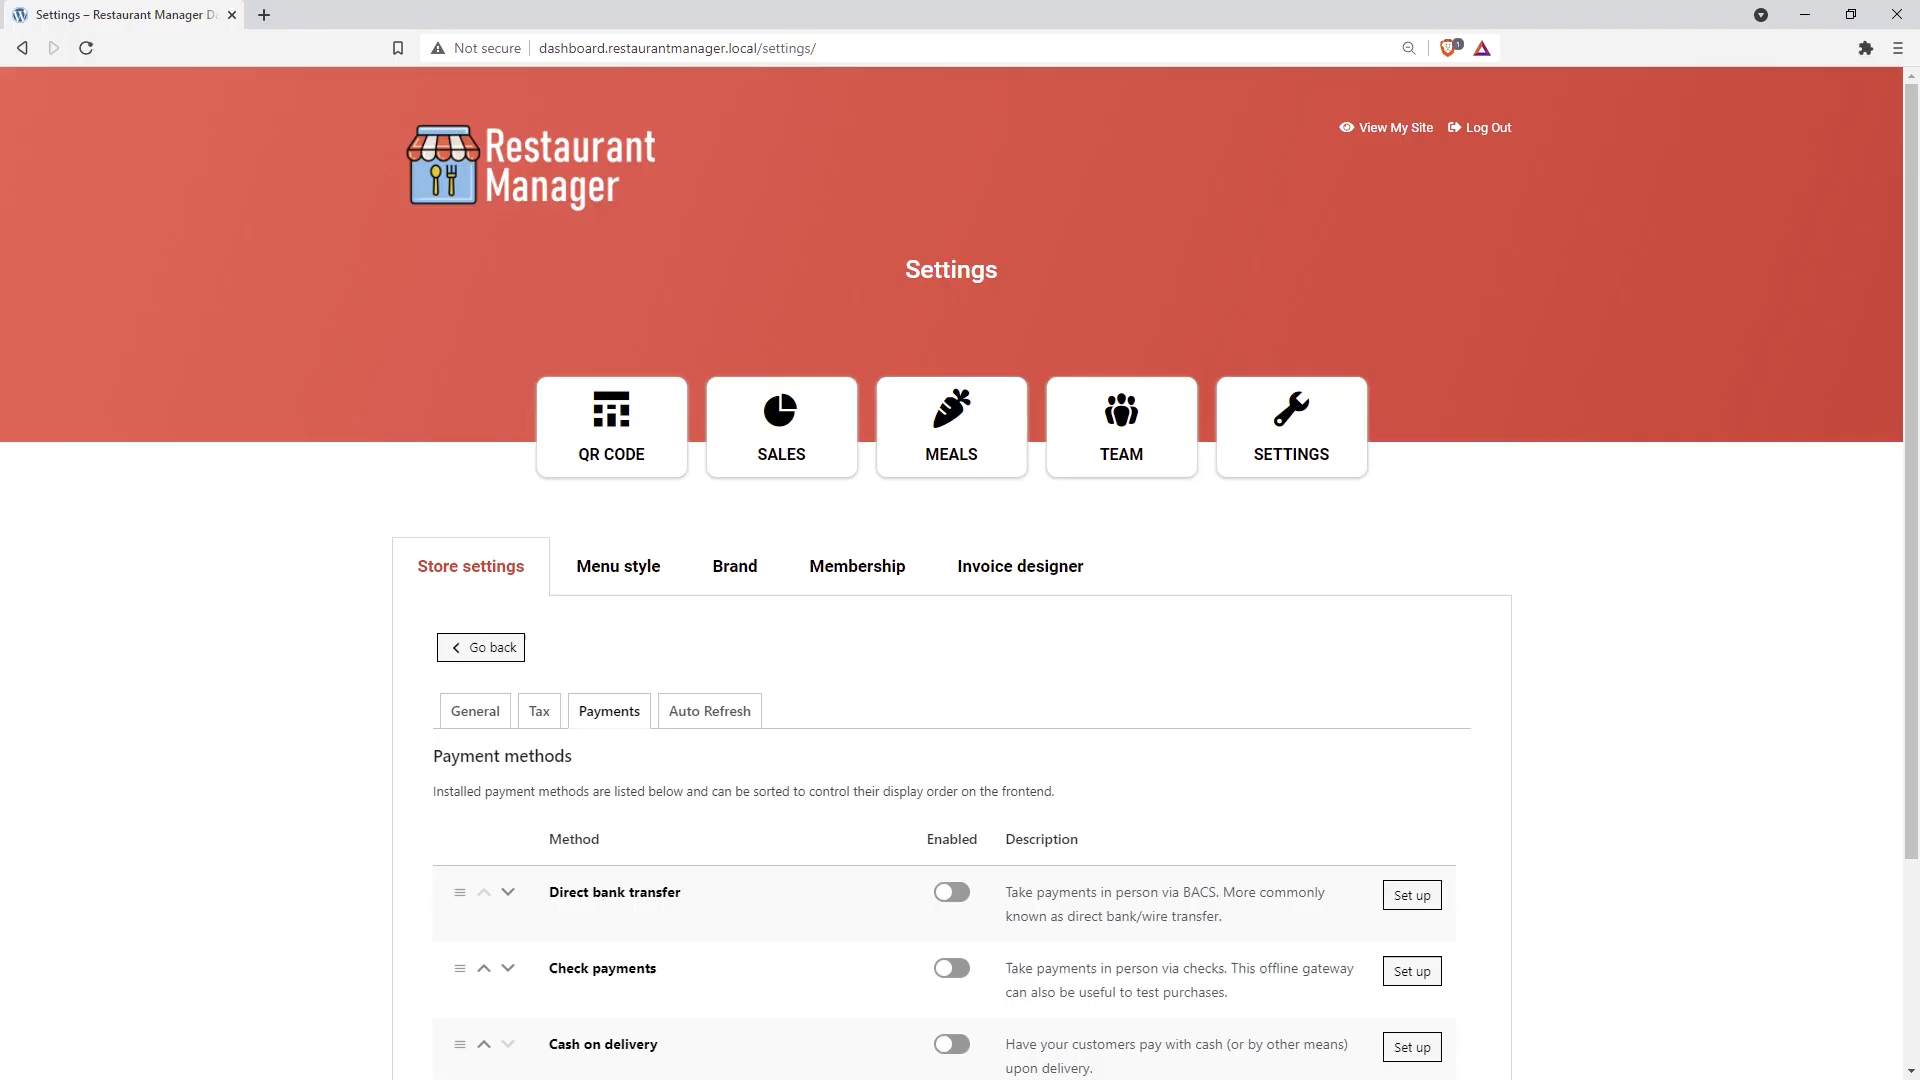 Settings – Restaurant Manager D
Not secure
dashboard.restaurantmanager.local/settings/
1
Restaurant
Manager
View My Site
Log Out
Settings
QR CODE
SALES
MEALS
TEAM
SETTINGS
Store settings
Menu style
Brand
Membership
Invoice designer
Go back
General
Tax
Payments
Auto Refresh
Payment methods
Installed payment methods are listed below and can be sorted to control their display order on the frontend.
Method
Enabled
Description
Direct bank transfer
Take payments in person via BACS. More commonly
known as direct bank/wire transfer.
Set up
Check payments
Take payments in person via checks. This offline gateway
can also be useful to test purchases.
Set up
Cash on delivery
Have your customers pay with cash (or by other means)
upon delivery.
Set up